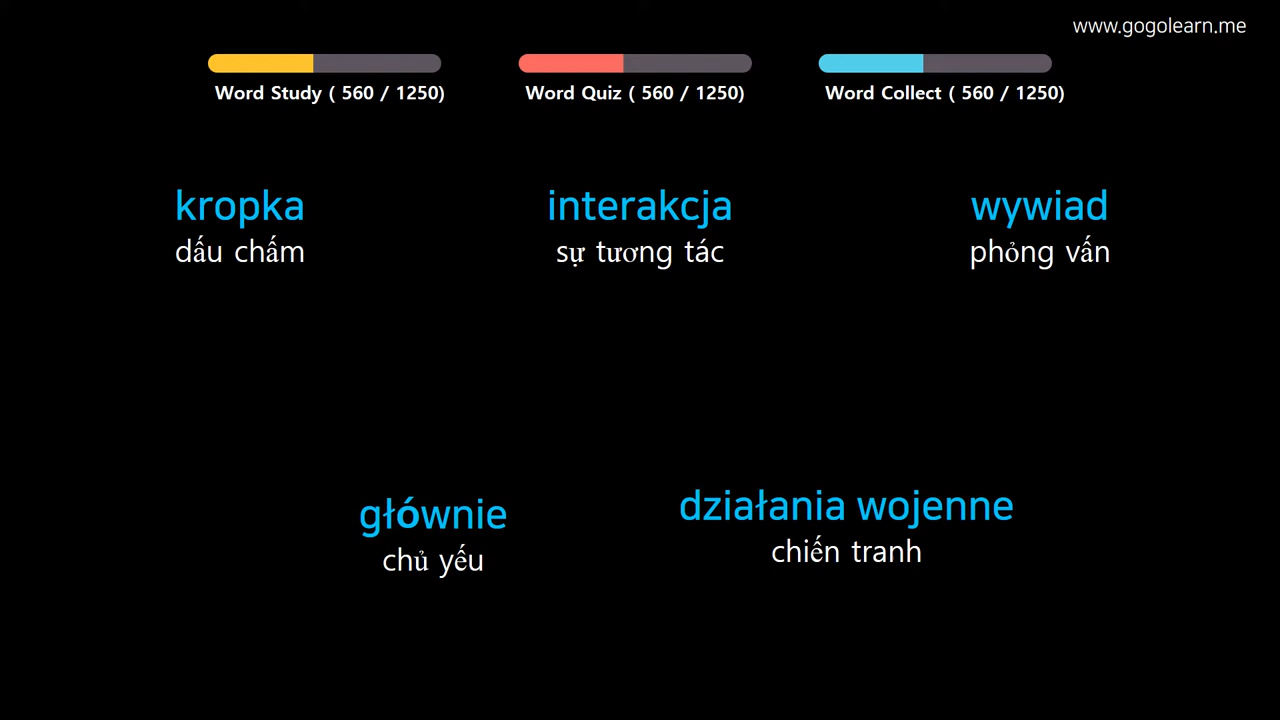 www.gogolearn.me
Word Study ( 560 / 1250)
Word Quiz ( 560 / 1250)
Word Collect ( 560 / 1250)
kropka
dấu chấm
interakcja
sự tương tác
wywiad
phỏng vấn
głównie
chủ yếu
działania wojenne
chiến tranh